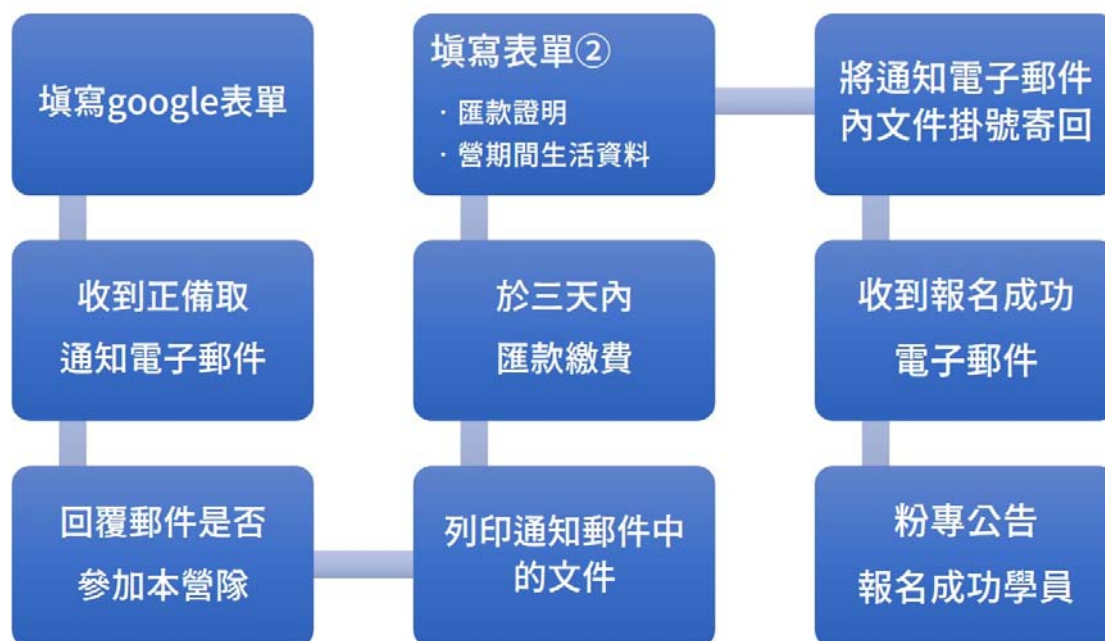 填寫google表單
收到正備取
通知電子郵件
回覆郵件是否
參加本營隊
列印通知郵件中
的文件
於三天內
匯款繳費
填寫表單②
· 匯款證明
· 營期間生活資料
將通知電子郵件
內文件掛號寄回
收到報名成功
電子郵件
粉專公告
報名成功學員